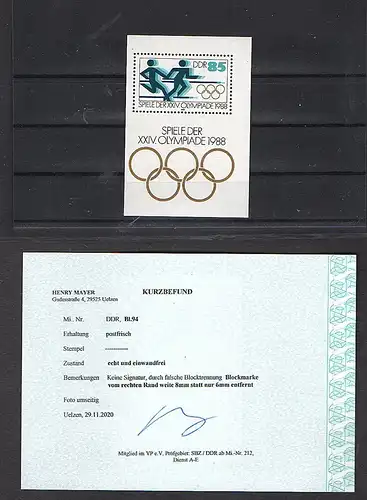 DDR 85
SPIELE DER XXIV. OLYMPIADE 1988
SPIELE DER
XXIV. OLYMPIADE 1988
HENRY MAYER
KURZBEFUND
Gudesstraße 4, 29525 Uelzen
Mi. Nr. DDR, Bl.94
Erhaltung postfrisch
Stempel ----------
Zustand echt und einwandfrei
Bemerkungen Keine Signatur, durch falsche Blocktrennung Blockmarke
vom rechten Rand weite 8mm statt nur 6mm entfernt
Foto umseitig
Uelzen, 29.11.2020
Mitglied im VP e.V, Prüfgebiet: SBZ / DDR ab Mi.-Nr. 212,
Dienst A-E